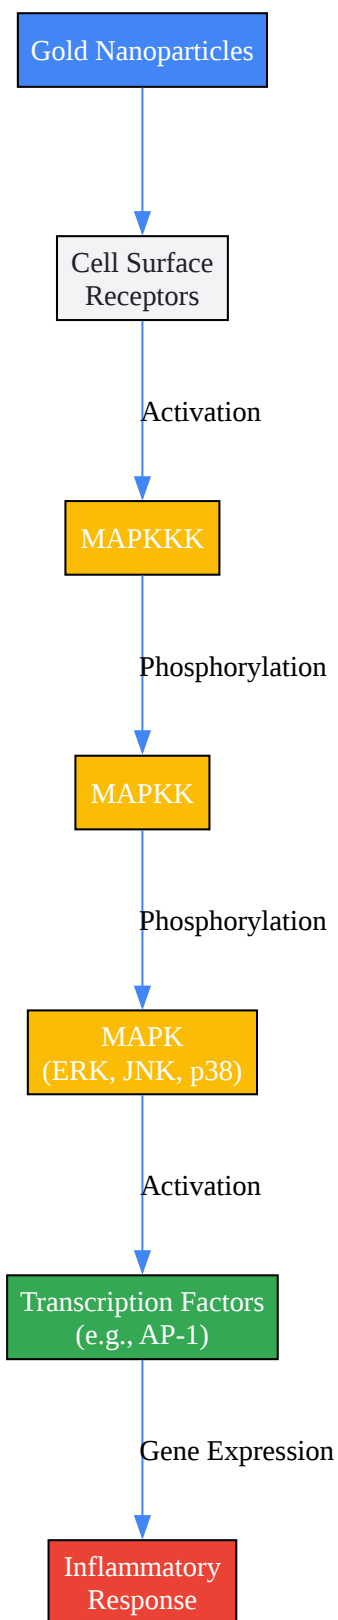 Gold Nanoparticles
Cell Surface
Receptors
Activation
MAPKKK
Phosphorylation
MAPKK
Phosphorylation
MAPK
(ERK, JNK, p38)
Activation
Transcription Factors
(e.g., AP-1)
Gene Expression
Inflammatory
Response